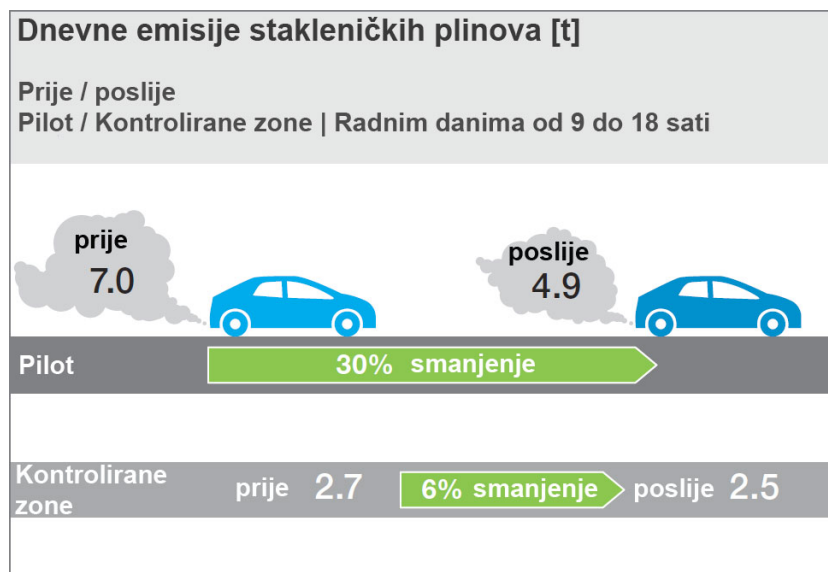 Dnevne emisije stakleničkih plinova [t]
Prije / poslije
Pilot / Kontrolirane zone | Radnim danima od 9 do 18 sati
prije
7.0
poslije
4.9
Pilot
30% smanjenje
Kontrolirane
zone
prije 2.7
6% smanjenje
poslije 2.5